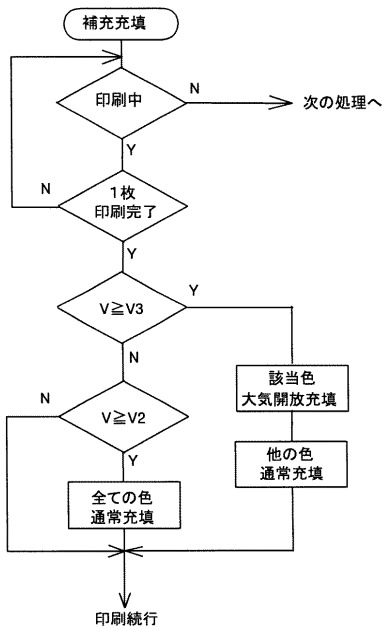 補充充填
印刷中
N
次の処理へ
Y
N
1枚
印刷完了
Y
V≧V3
Y
N
該当色
大気開放充填
N
V≧V2
Y
他の色
通常充填
全ての色
通常充填
印刷続行